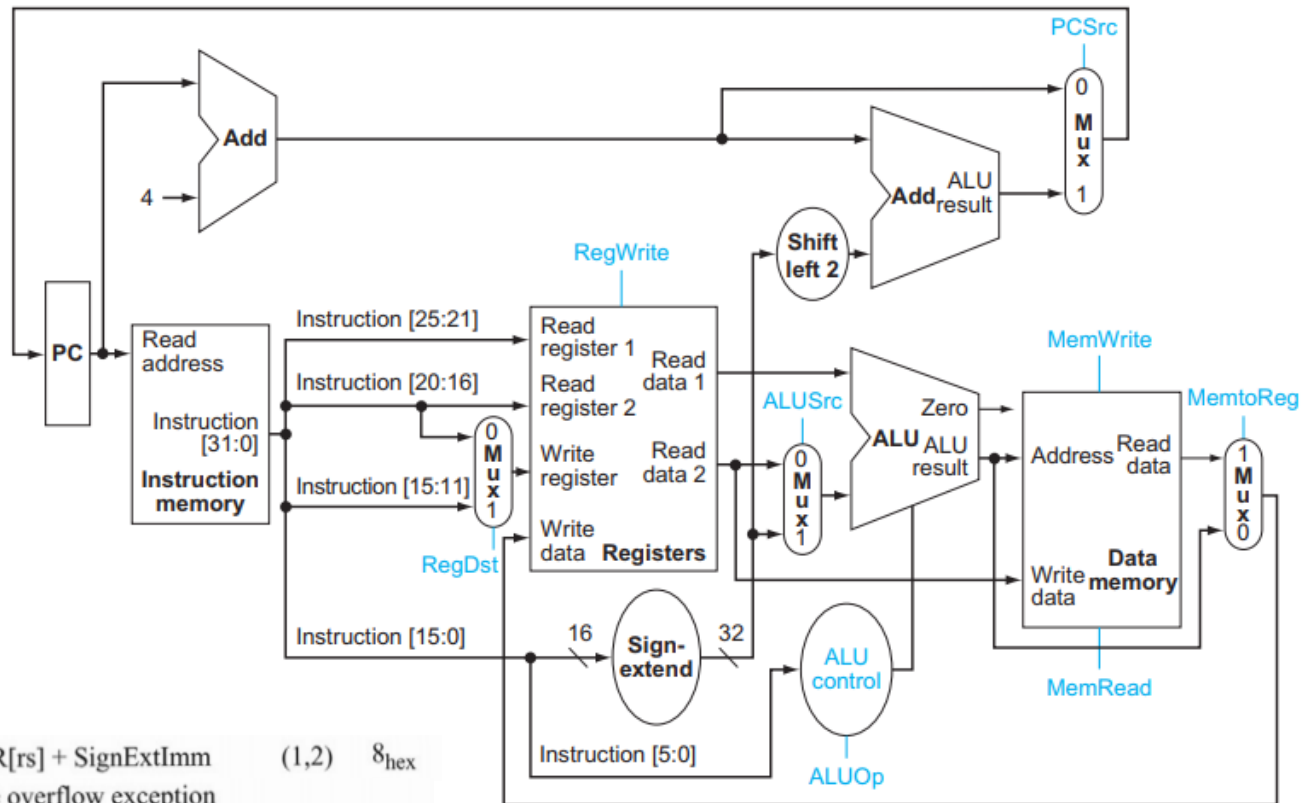 PCSrc
0
Mux
1
Add
4
Add ALU result
Shift left 2
RegWrite
PC
Read address
Instruction [31:0]
Instruction memory
Instruction [25:21]
Instruction [20:16]
Instruction [15:11]
Instruction [15:0]
0
Mux
1
RegDst
Read register 1
Read register 2
Write register
Write data
Read data 1
Read data 2
Registers
ALUSrc
0
Mux
1
Zero
ALU ALU result
MemWrite
Address
Read data
Write data
Data memory
MemRead
MemtoReg
1
Mux
0
16
Sign-extend
32
ALU control
Instruction [5:0]
ALUOp
R[rs] + SignExtImm (1,2) 8hex
overflow exception